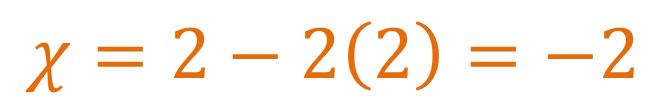 χ = 2 − 2(2) = −2